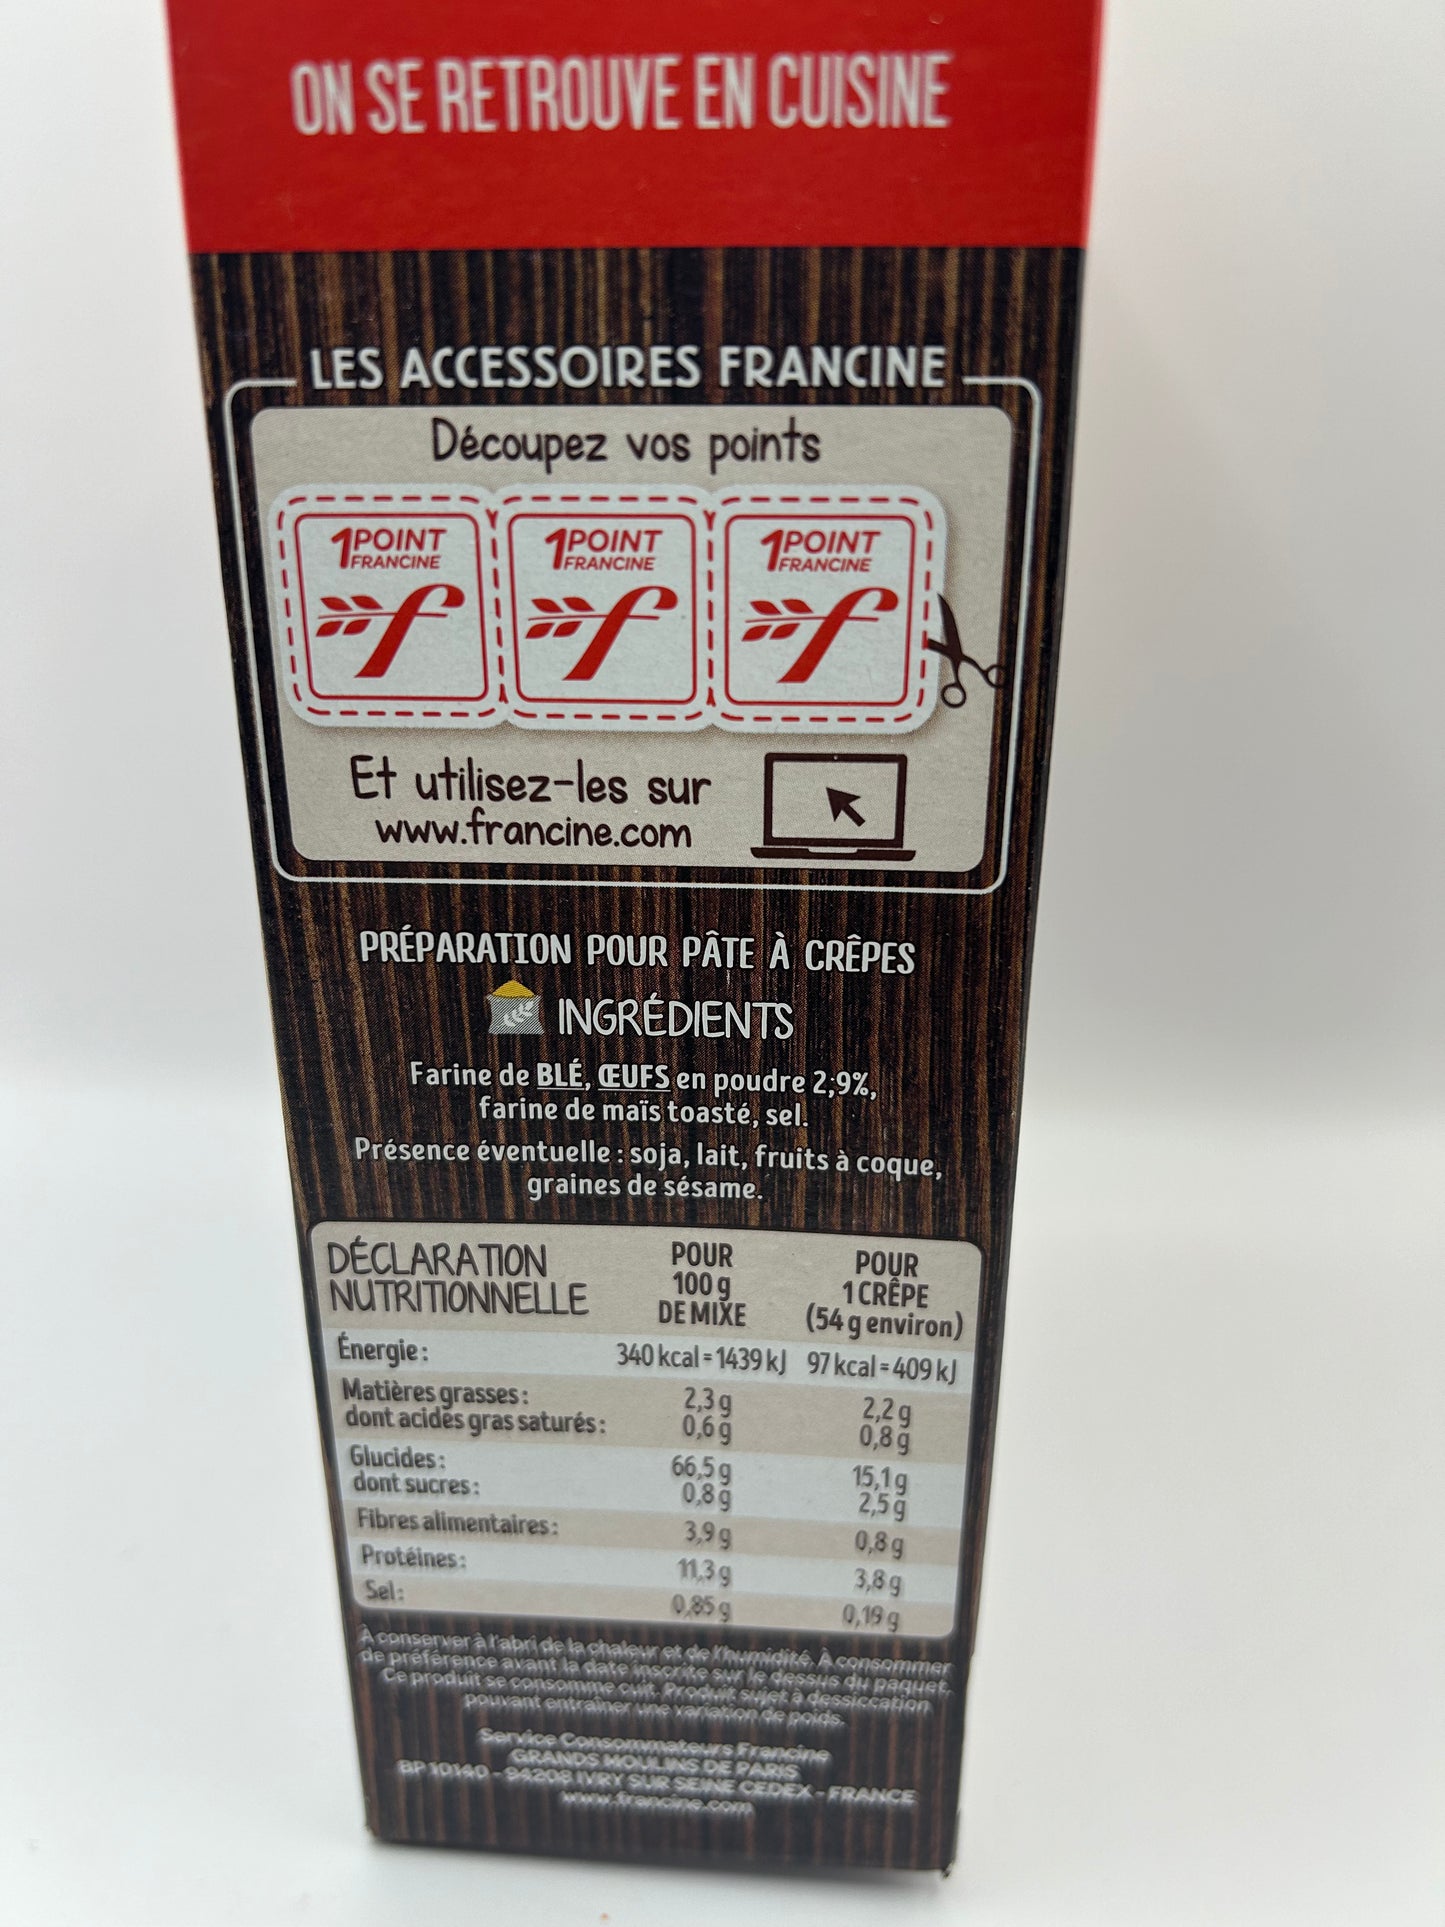 ON SE RETROUVE EN CUISINE
LES ACCESSOIRES FRANCINE
Découpez vos points
1 POINT FRANCINE
1 POINT FRANCINE
1 POINT FRANCINE
Et utilisez-les sur
www.francine.com
PRÉPARATION POUR PÂTE À CRÊPES
INGRÉDIENTS
Farine de BLÉ, ŒUFS en poudre 2,9%,
farine de maïs toasté, sel.
Présence éventuelle : soja, lait, fruits à coque,
graines de sésame.
DÉCLARATION NUTRITIONNELLE POUR 100 g DE MIXE POUR 1 CRÊPE (54 g environ)
Énergie : 340 kcal = 1439 kJ 97 kcal = 409 kJ
Matières grasses : 2,3 g 2,2 g
dont acides gras saturés : 0,6 g 0,8 g
Glucides : 66,5 g 15,1 g
dont sucres : 0,8 g 2,5 g
Fibres alimentaires : 3,9 g 0,8 g
Protéines : 11,3 g 3,8 g
Sel : 0,85 g 0,19 g
À conserver à l'abri de la chaleur et de l'humidité. À consommer
de préférence avant la date inscrite sur le dessus du paquet.
Ce produit se consomme cuit. Produit sujet à dessiccation
pouvant entraîner une variation de poids.
Service Consommateurs Francine
GRANDS MOULINS DE PARIS
BP 10140 - 94208 IVRY SUR SEINE CEDEX - FRANCE
www.francine.com